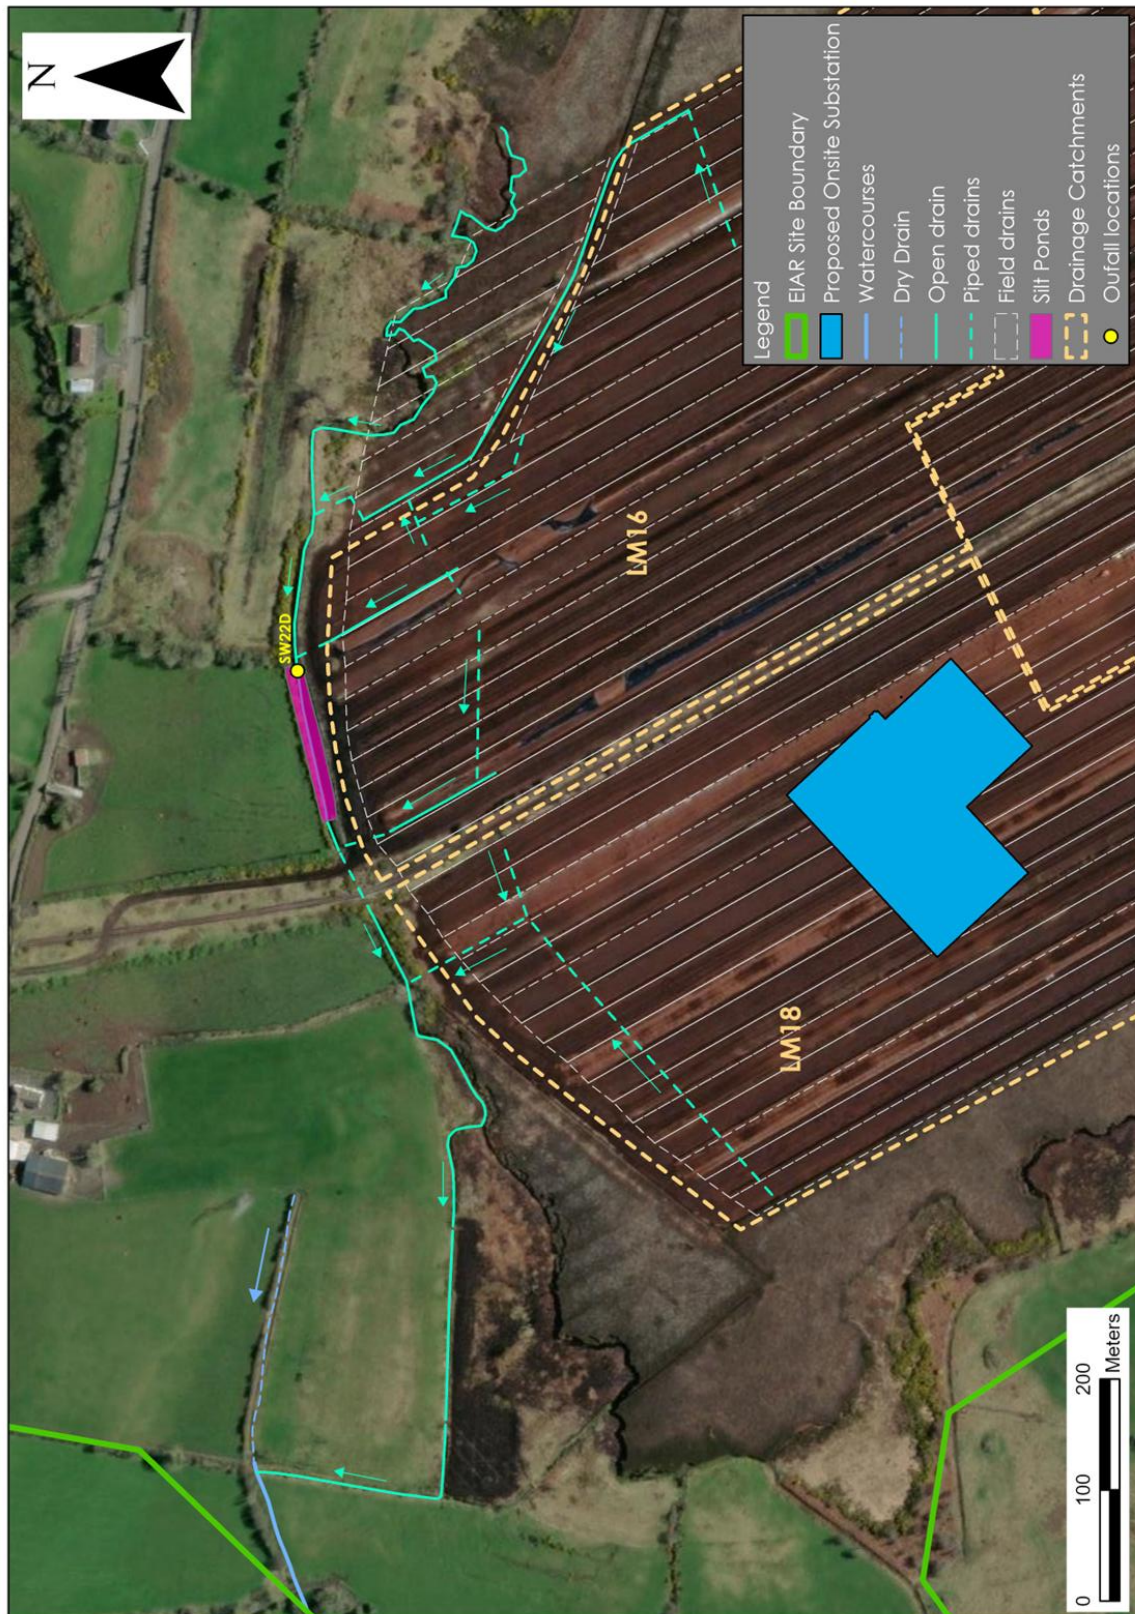 N
SW22D
LM16
LM18
Legend
EIAR Site Boundary
Proposed Onsite Substation
Watercourses
Dry Drain
Open drain
Piped drains
Field drains
Silt Ponds
Drainage Catchments
Oufall locations
0 100 200
Meters